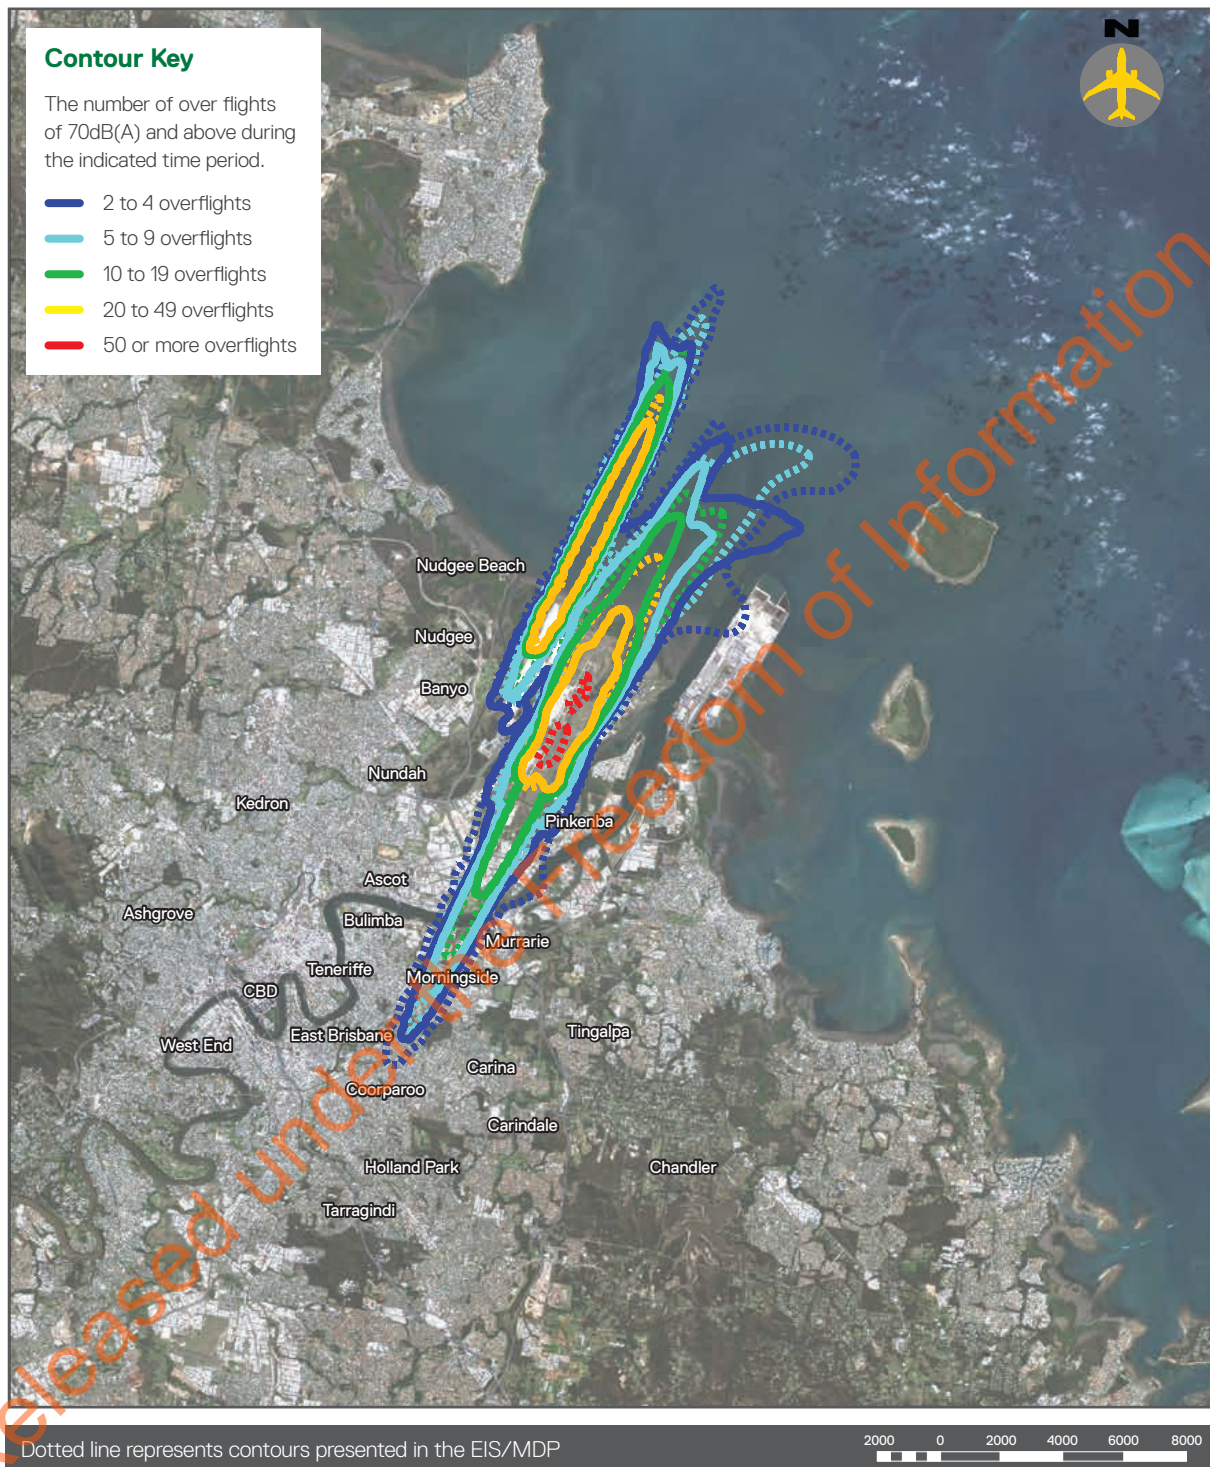 Contour Key
The number of over flights
of 70dB(A) and above during
the indicated time period.
2 to 4 overflights
5 to 9 overflights
10 to 19 overflights
20 to 49 overflights
50 or more overflights
N
Nudgee Beach
Nudgee
Banyo
Nundah
Kedron
Pinkenba
Ascot
Ashgrove
Bulimba
Murrarie
Teneriffe
Morningside
CBD
East Brisbane
Tingalpa
West End
Carina
Coorparoo
Carindale
Holland Park
Chandler
Tarragindi
eleased under the Freedom of Information
Dotted line represents contours presented in the EIS/MDP
2000 0 2000 4000 6000 8000